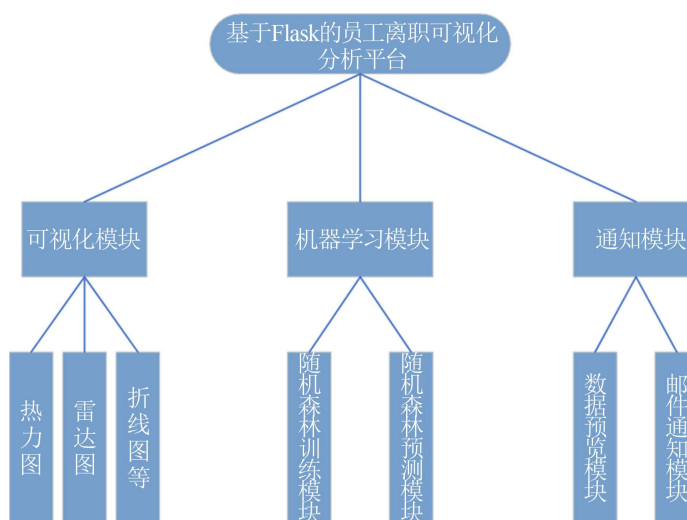 基于Flask的员工离职可视化
分析平台
可视化模块
机器学习模块
通知模块
热力图
雷达图
折线图等
随机森林训练模块
随机森林预测模块
数据预览模块
邮件通知模块